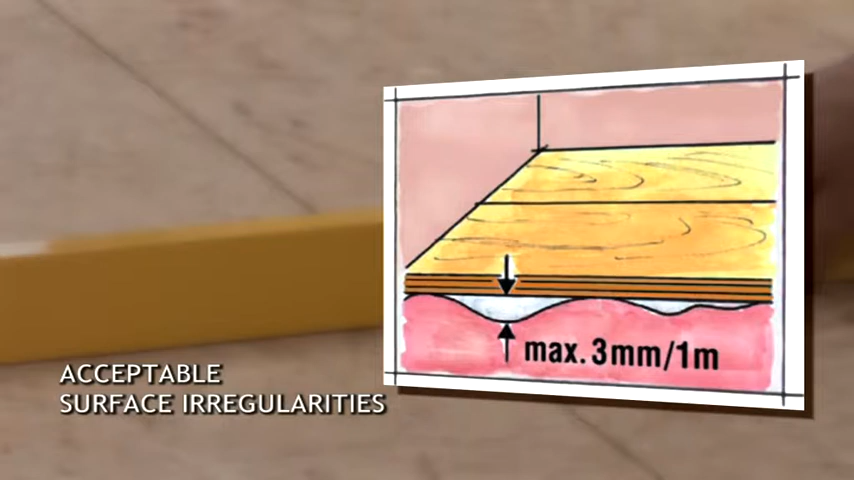 max. 3mm/1m
ACCEPTABLE
SURFACE IRREGULARITIES